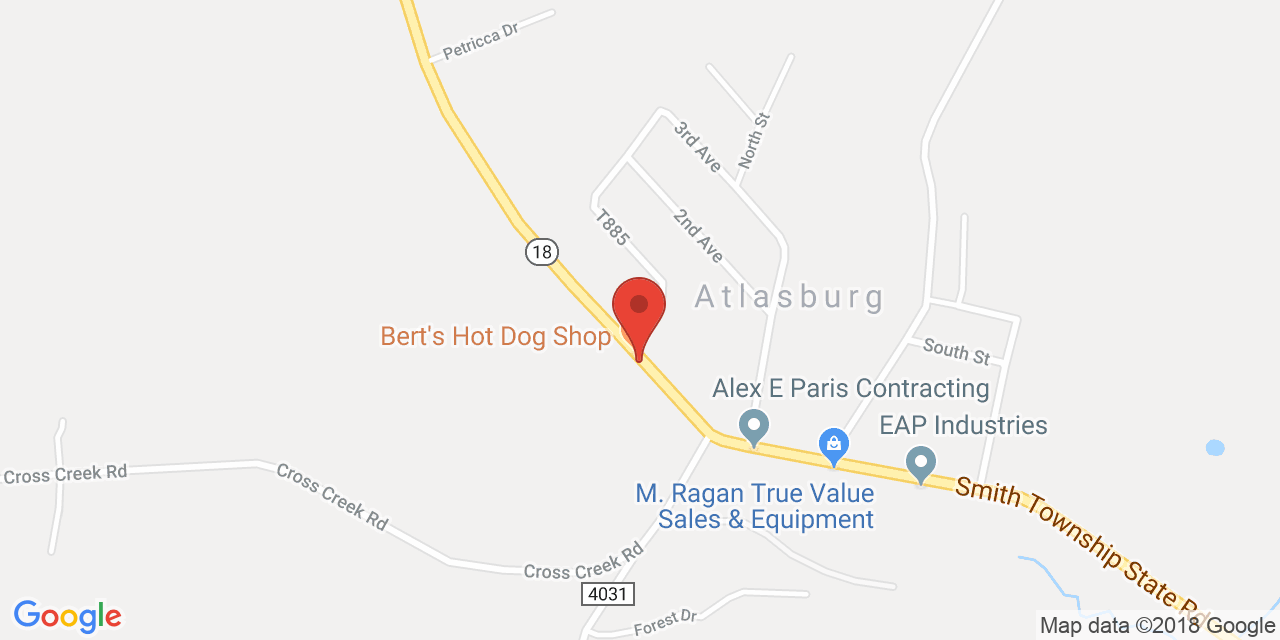 Petricca Dr
3rd Ave
North St
2nd Ave
T885
18
Atlasburg
Bert's Hot Dog Shop
South St
Alex E Paris Contracting
EAP Industries
Cross Creek Rd
Cross Creek Rd
M. Ragan True Value
Sales & Equipment
Smith Township State Rd
Cross Creek Rd
4031
Forest Dr
Google
Map data ©2018 Google